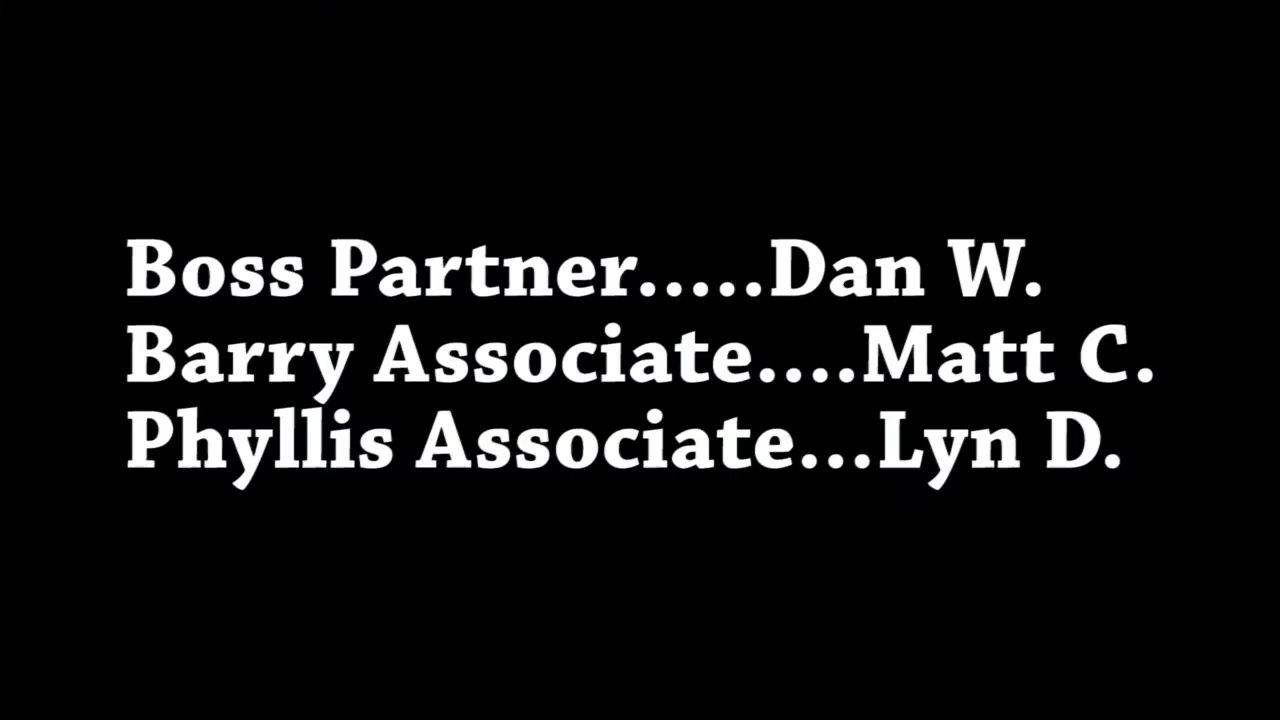 Boss Partner.....Dan W.
Barry Associate....Matt C.
Phyllis Associate...Lyn D.